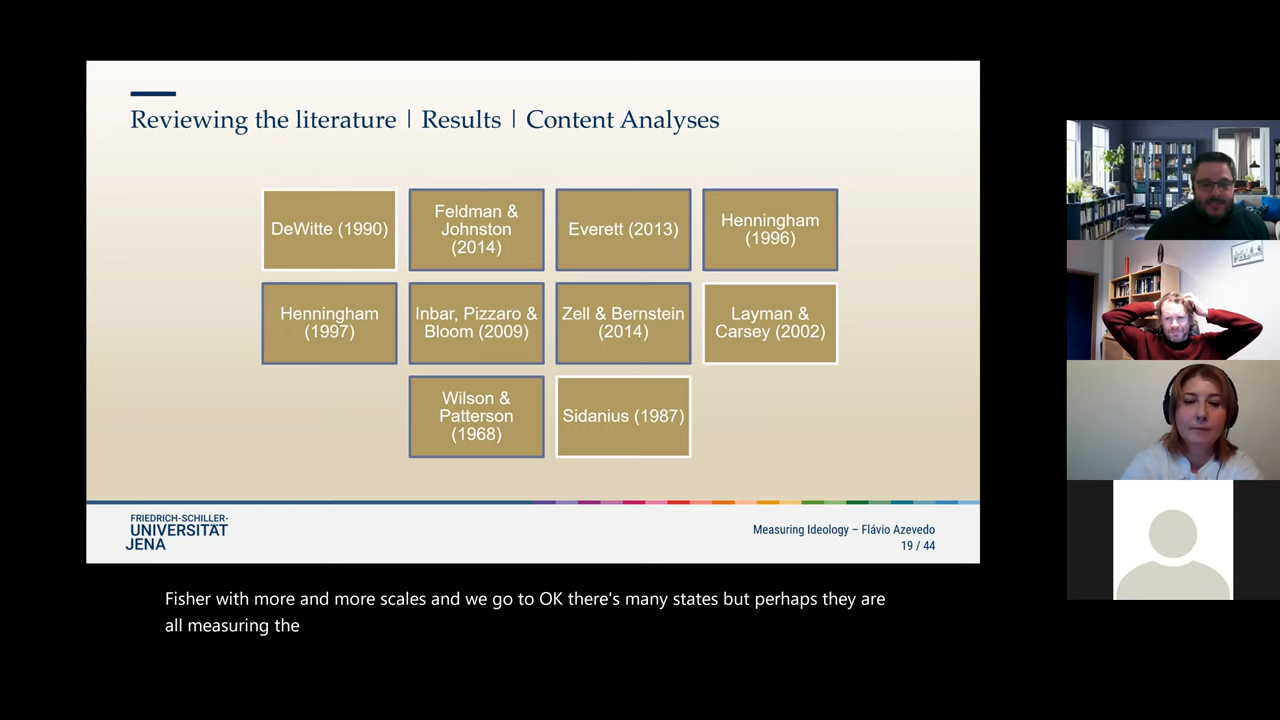 Reviewing the literature | Results | Content Analyses
DeWitte (1990)
Feldman &
Johnston
(2014)
Everett (2013)
Henningham
(1996)
Henningham
(1997)
Inbar, Pizzaro &
Bloom (2009)
Zell & Bernstein
(2014)
Layman &
Carsey (2002)
Wilson &
Patterson
(1968)
Sidanius (1987)
FRIEDRICH-SCHILLER-
UNIVERSITÄT
JENA
Measuring Ideology – Flávio Azevedo
19 / 44
Fisher with more and more scales and we go to OK there's many states but perhaps they are
all measuring the